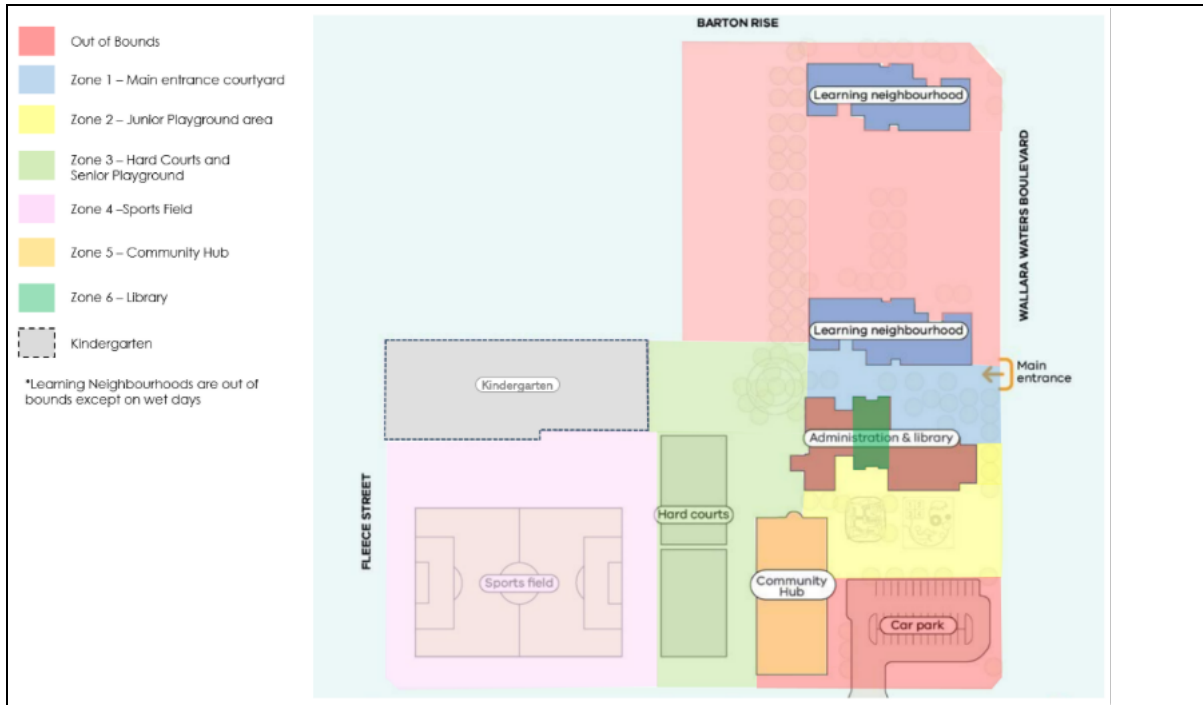 Out of Bounds
Zone 1 – Main entrance courtyard
Zone 2 – Junior Playground area
Zone 3 – Hard Courts and
Senior Playground
Zone 4 –Sports Field
Zone 5 – Community Hub
Zone 6 – Library
Kindergarten
*Learning Neighbourhoods are out of
bounds except on wet days
BARTON RISE
Learning neighbourhood
WALLARA WATERS BOULEVARD
Learning neighbourhood
Main
entrance
Kindergarten
Administration & library
FLEECE STREET
Hard courts
Sports field
Community
Hub
Car park